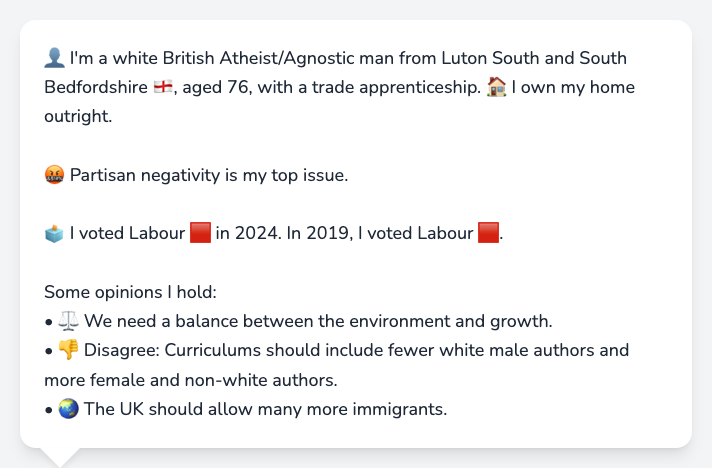 👤 I'm a white British Atheist/Agnostic man from Luton South and South
Bedfordshire 🏴󠁧󠁢󠁥󠁮󠁧󠁿, aged 76, with a trade apprenticeship. 🏠 I own my home
outright.
🤬 Partisan negativity is my top issue.
🗳️ I voted Labour 🟥 in 2024. In 2019, I voted Labour 🟥.
Some opinions I hold:
• ⚖️ We need a balance between the environment and growth.
• 👎 Disagree: Curriculums should include fewer white male authors and
more female and non-white authors.
• 🌏 The UK should allow many more immigrants.